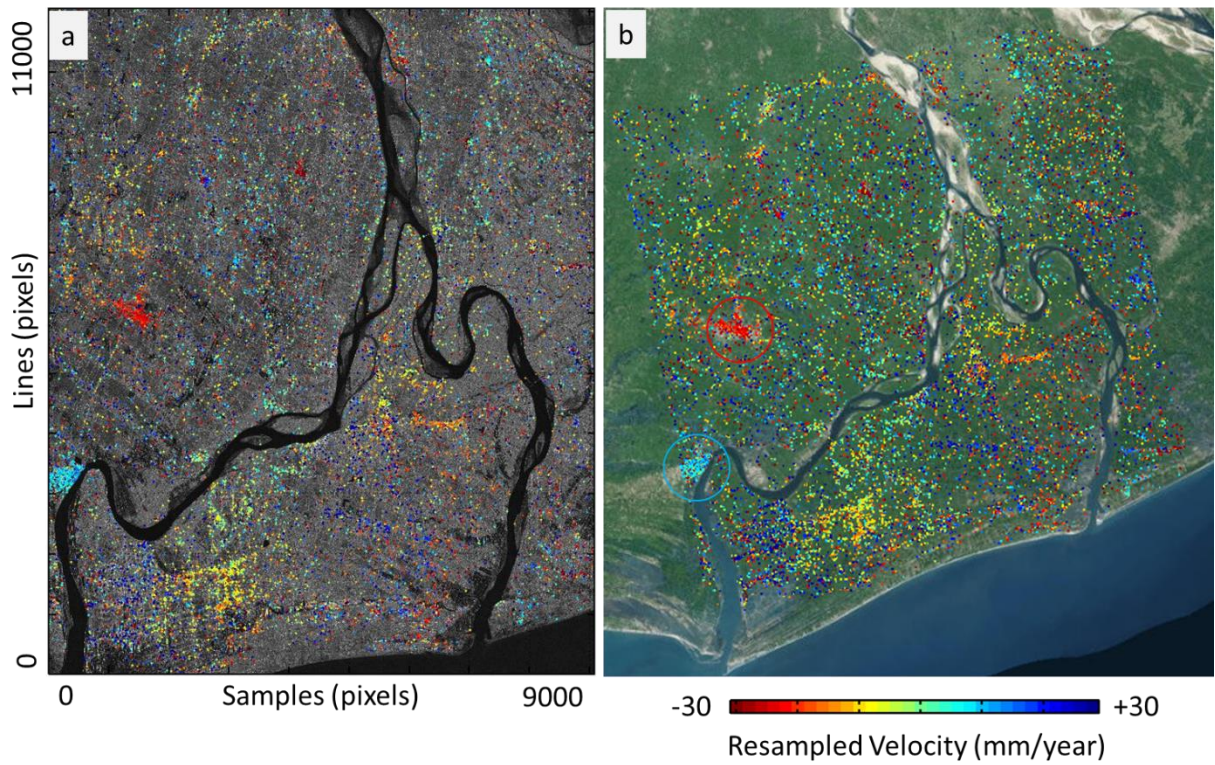 a
b
11000
Lines (pixels)
0
0
Samples (pixels)
9000
-30
+30
Resampled Velocity (mm/year)